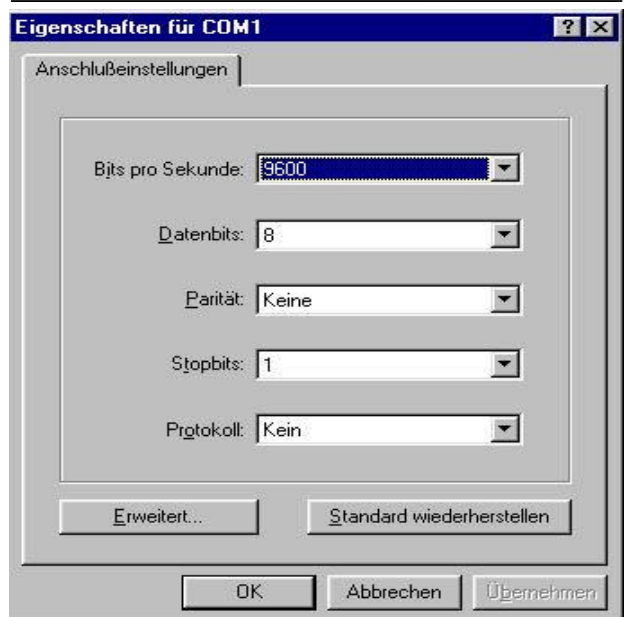 Eigenschaften für COM1
Anschlußeinstellungen
Bits pro Sekunde: 9600
Datenbits: 8
Parität: Keine
Stopbits: 1
Protokoll: Kein
Erweitert... Standard wiederherstellen
OK Abbrechen Übernehmen